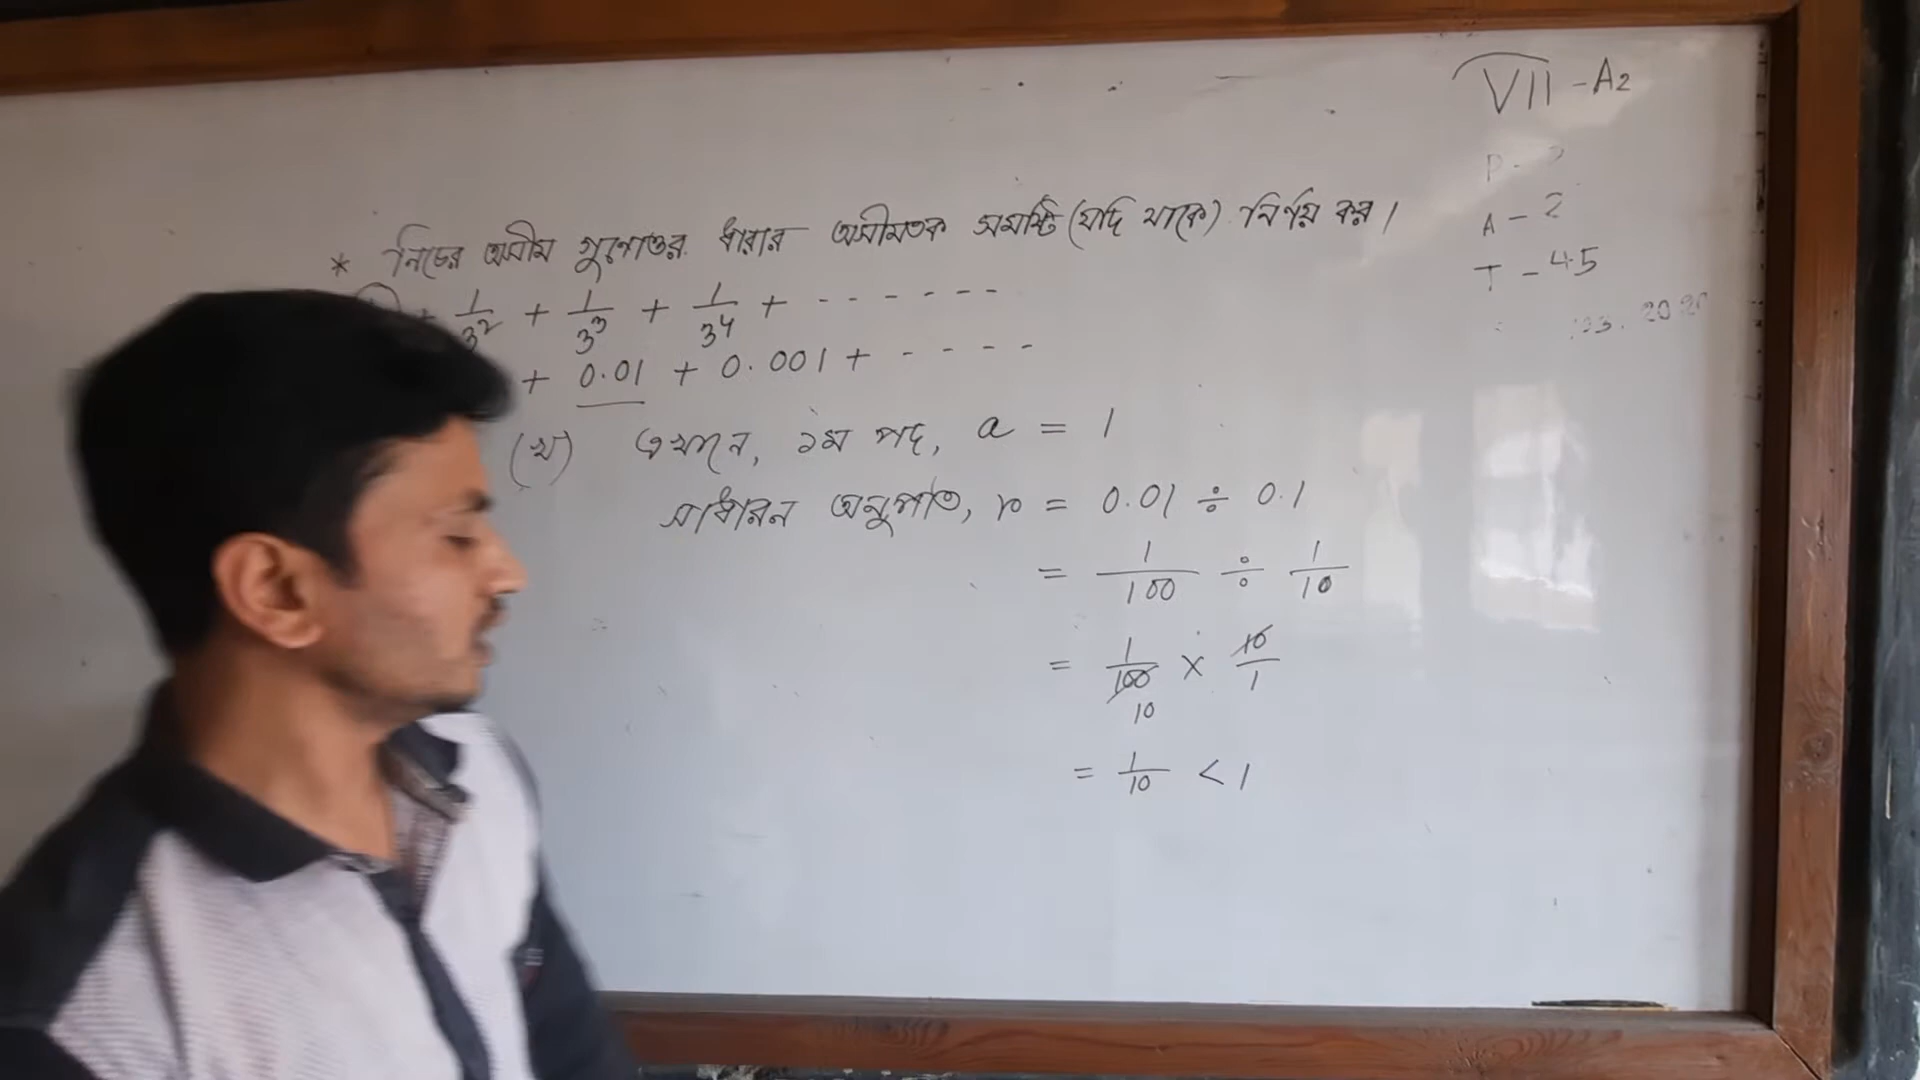 VII - A2
A - 2
T - 45
* নিচের অসীম গুণোত্তর ধারার অসীমতক সমষ্টি (যদি থাকে) নির্ণয় কর।
+ 1/3² + 1/3³ + 1/3⁴ + - - - - - - -
+ 0.01 + 0.001 + - - - -
(খ) এখানে, ১ম পদ, a = 1
সাধারন অনুপাত, r = 0.01 ÷ 0.1
= 1/100 ÷ 1/10
= 1/100 × 10/1
10
= 1/10 < 1